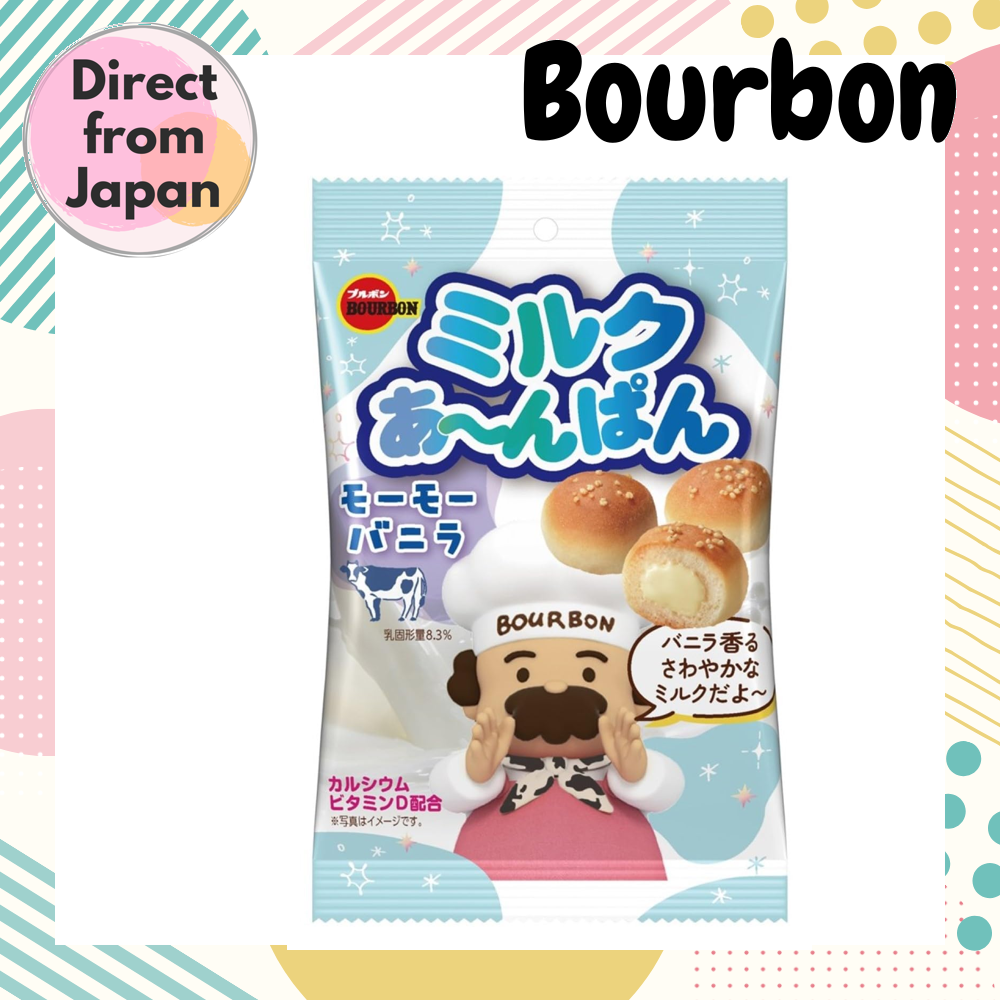 Direct
from
Japan
Bourbon
ブルボン
BOURBON
ミルク
あ〜んぱん
モーモー
バニラ
乳固形量8.3%
BOURBON
バニラ香る
さわやかな
ミルクだよ〜
カルシウム
ビタミンD配合
※写真はイメージです。